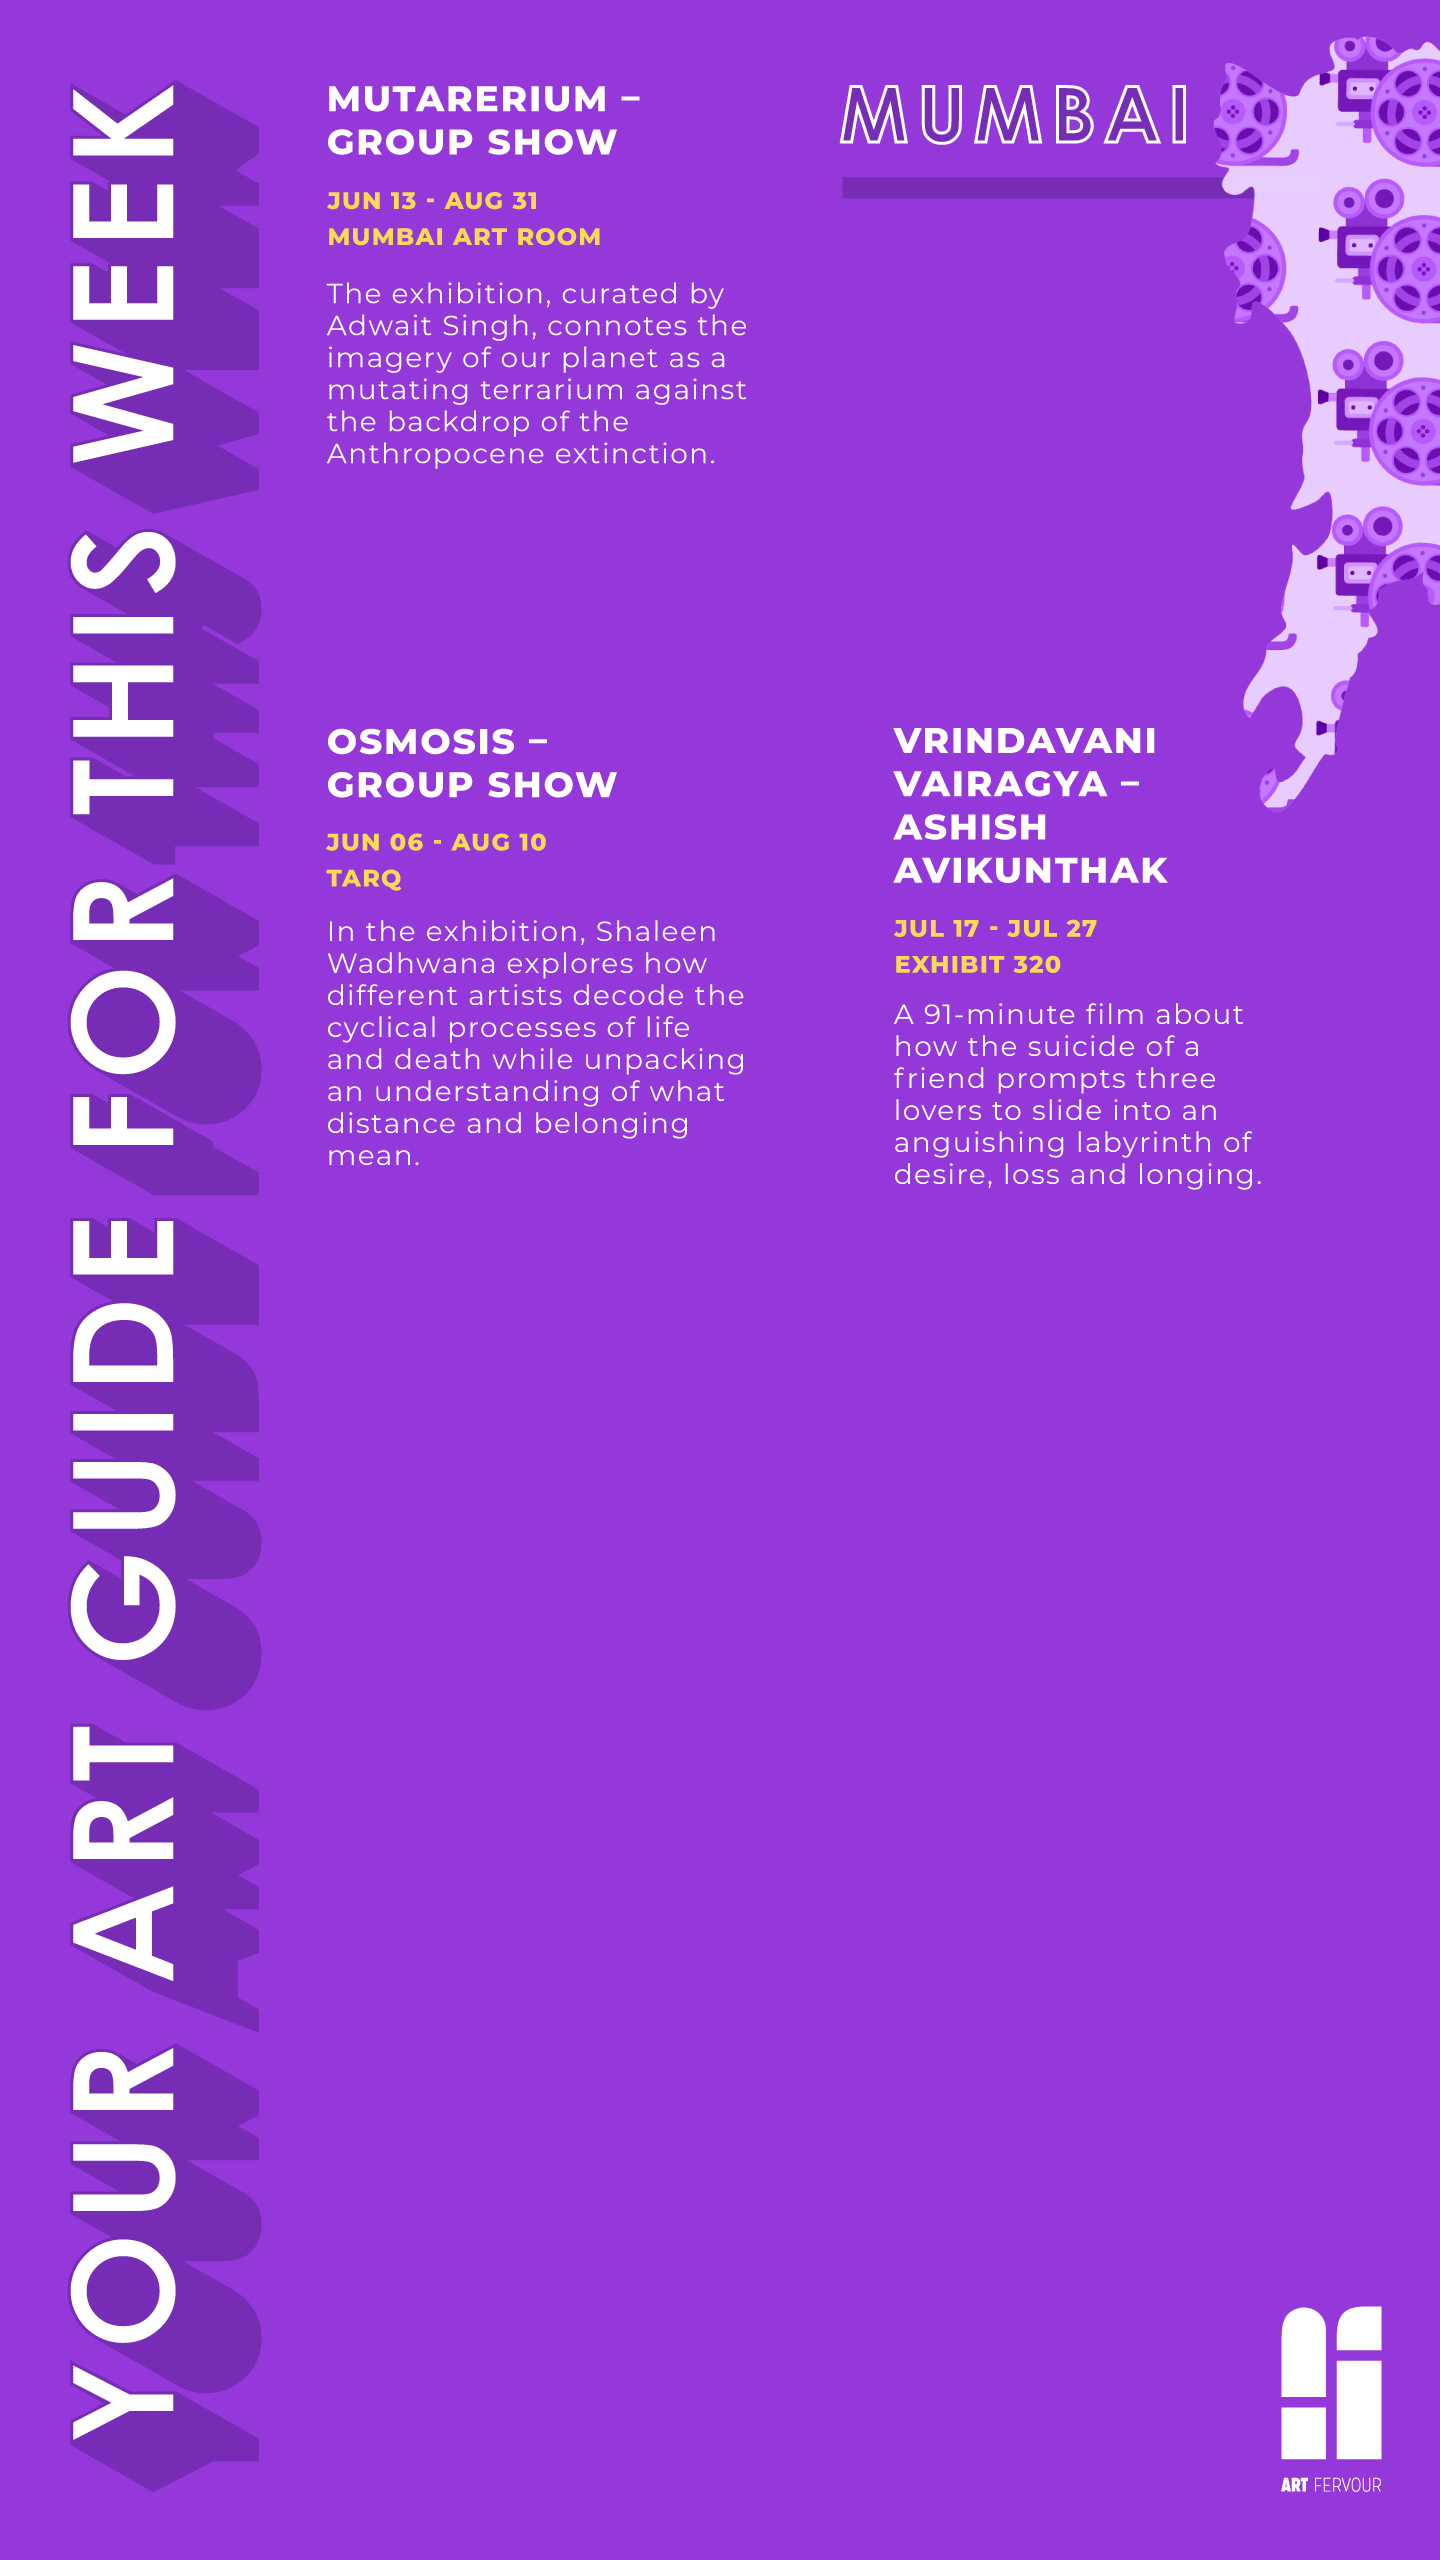 YOUR ART GUIDE FOR THIS WEEK
MUMBAI
MUTARERIUM –
GROUP SHOW
JUN 13 - AUG 31
MUMBAI ART ROOM
The exhibition, curated by
Adwait Singh, connotes the
imagery of our planet as a
mutating terrarium against
the backdrop of the
Anthropocene extinction.
OSMOSIS –
GROUP SHOW
JUN 06 - AUG 10
TARQ
In the exhibition, Shaleen
Wadhwana explores how
different artists decode the
cyclical processes of life
and death while unpacking
an understanding of what
distance and belonging
mean.
VRINDAVANI
VAIRAGYA –
ASHISH
AVIKUNTHAK
JUL 17 - JUL 27
EXHIBIT 320
A 91-minute film about
how the suicide of a
friend prompts three
lovers to slide into an
anguishing labyrinth of
desire, loss and longing.
ART FERVOUR